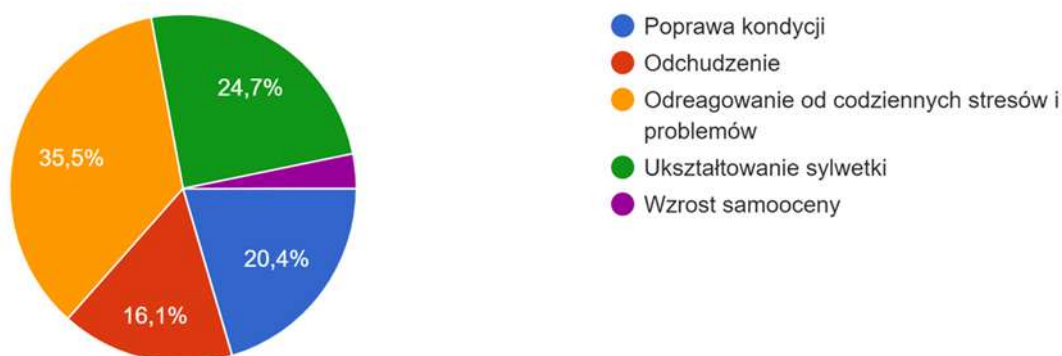 24,7%
35,5%
20,4%
16,1%
Poprawa kondycji
Odchudzenie
Odreagowanie od codziennych stresów i
problemów
Ukształtowanie sylwetki
Wzrost samooceny